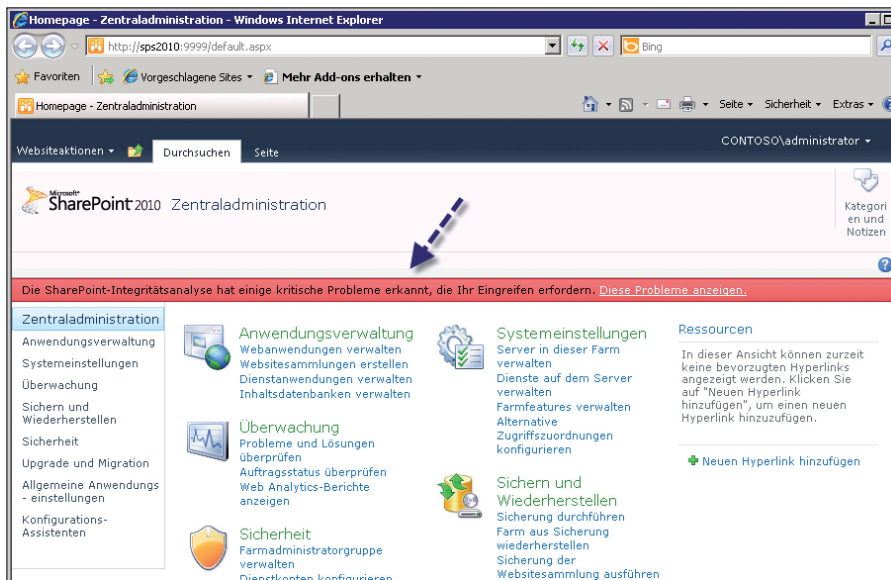 Homepage - Zentraladministration - Windows Internet Explorer
http://sps2010:9999/default.aspx
Bing
Favoriten
Vorgeschlagene Sites
Mehr Add-ons erhalten
Homepage - Zentraladministration
Seite
Sicherheit
Extras
Websiteaktionen
Durchsuchen
Seite
CONTOSO\administrator
Microsoft
SharePoint 2010 Zentraladministration
Kategori
en und
Notizen
Die SharePoint-Integritätsanalyse hat einige kritische Probleme erkannt, die Ihr Eingreifen erfordern. Diese Probleme anzeigen.
Zentraladministration
Anwendungsverwaltung
Systemeinstellungen
Überwachung
Sichern und
Wiederherstellen
Sicherheit
Upgrade und Migration
Allgemeine Anwendungs
- einstellungen
Konfigurations-
Assistenten
Anwendungsverwaltung
Webanwendungen verwalten
Websitesammlungen erstellen
Dienstanwendungen verwalten
Inhaltsdatenbanken verwalten
Überwachung
Probleme und Lösungen
überprüfen
Auftragsstatus überprüfen
Web Analytics-Berichte
anzeigen
Sicherheit
Farmadministratorgruppe
verwalten
Dienstkonten konfigurieren
Systemeinstellungen
Server in dieser Farm
verwalten
Dienste auf dem Server
verwalten
Farmfeatures verwalten
Alternative
Zugriffszuordnungen
konfigurieren
Sichern und
Wiederherstellen
Sicherung durchführen
Farm aus Sicherung
wiederherstellen
Sicherung der
Websitesammlung ausführen
Ressourcen
In dieser Ansicht können zurzeit
keine bevorzugten Hyperlinks
angezeigt werden. Klicken Sie
auf "Neuen Hyperlink
hinzufügen", um einen neuen
Hyperlink hinzuzufügen.
Neuen Hyperlink hinzufügen